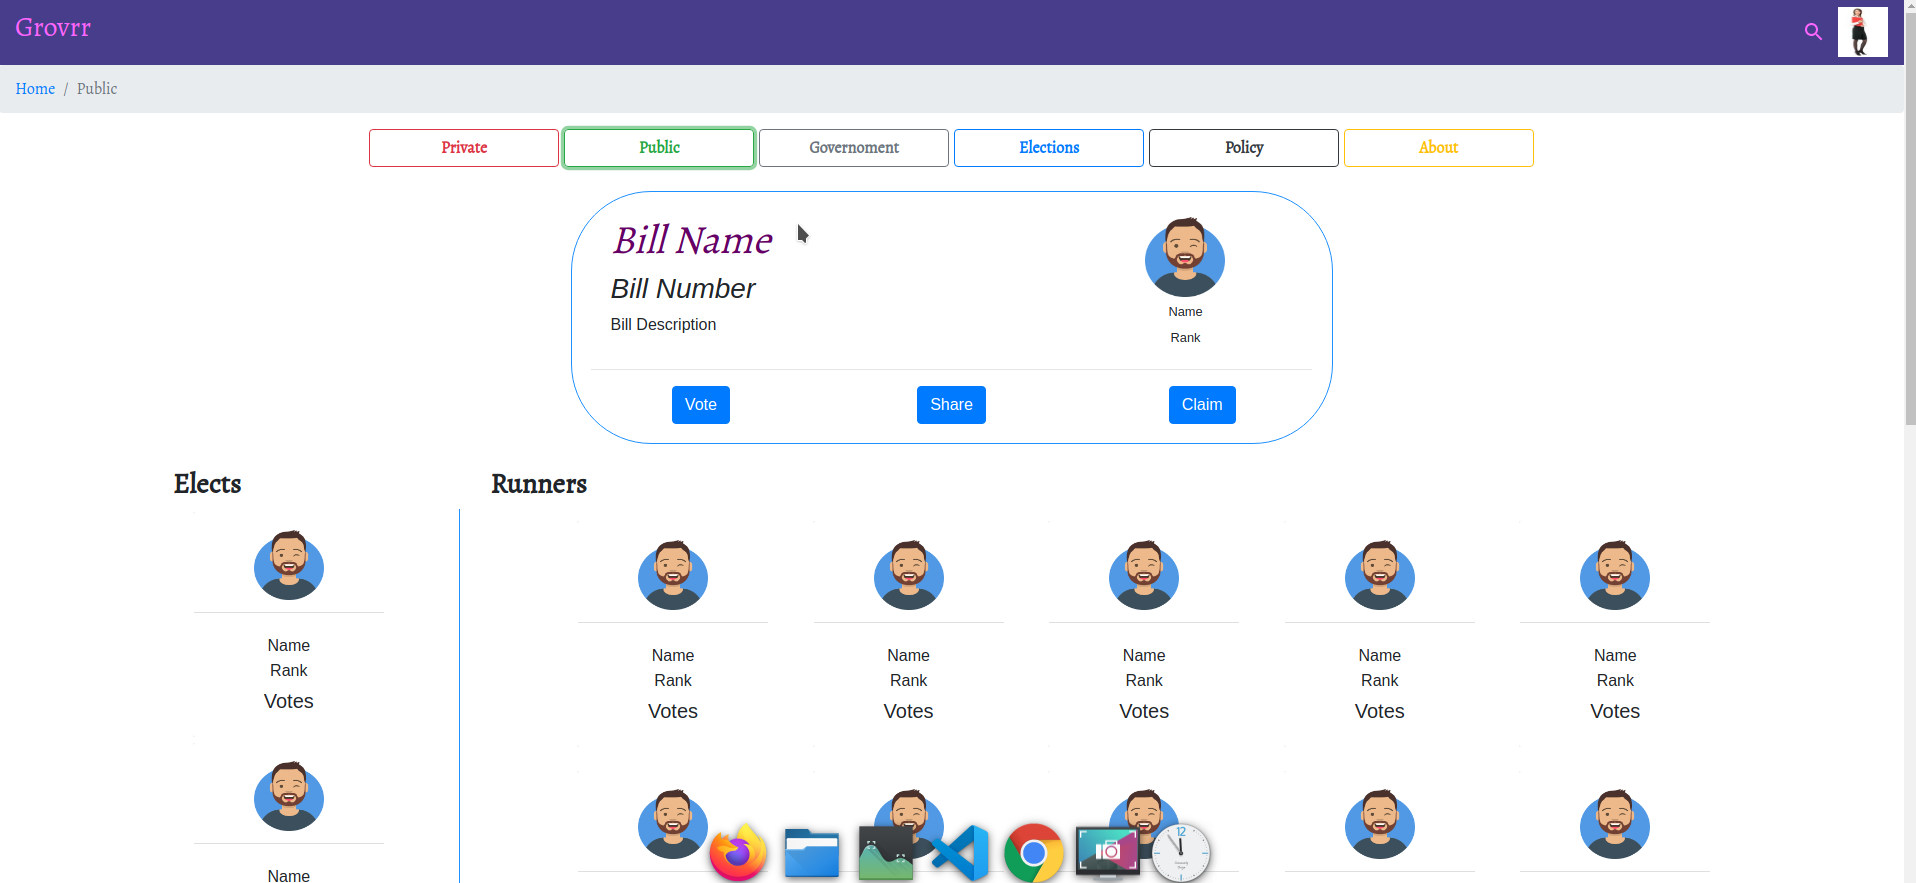 Grovrr
Home / Public
Private Public Governoment Elections Policy About
Bill Name
Bill Number
Bill Description
Name
Rank
Vote Share Claim
Elects
Runners
Name
Rank
Votes
Name
Name Name Name Name Name
Rank Rank Rank Rank Rank
Votes Votes Votes Votes Votes
12